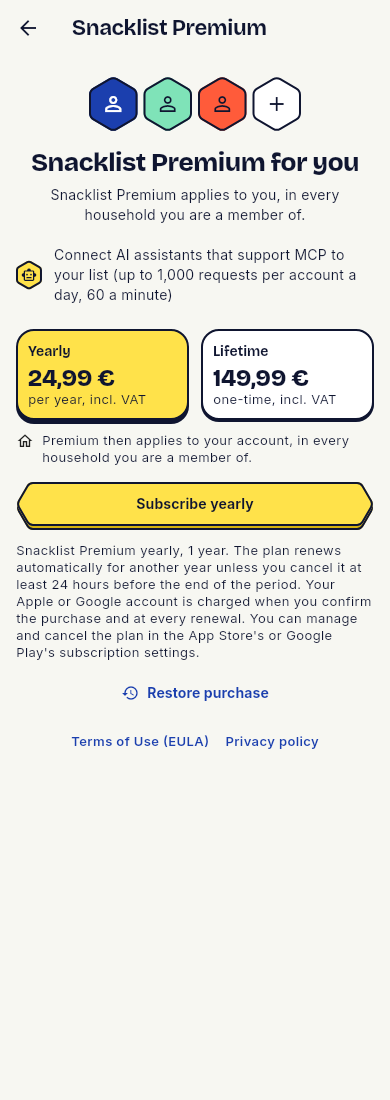 Snacklist Premium
Snacklist Premium for you
Snacklist Premium applies to you, in every
household you are a member of.
Connect AI assistants that support MCP to
your list (up to 1,000 requests per account a
day, 60 a minute)
Yearly
24,99 €
per year, incl. VAT
Lifetime
149,99 €
one-time, incl. VAT
Premium then applies to your account, in every
household you are a member of.
Subscribe yearly
Snacklist Premium yearly, 1 year. The plan renews
automatically for another year unless you cancel it at
least 24 hours before the end of the period. Your
Apple or Google account is charged when you confirm
the purchase and at every renewal. You can manage
and cancel the plan in the App Store's or Google
Play's subscription settings.
Restore purchase
Terms of Use (EULA) Privacy policy